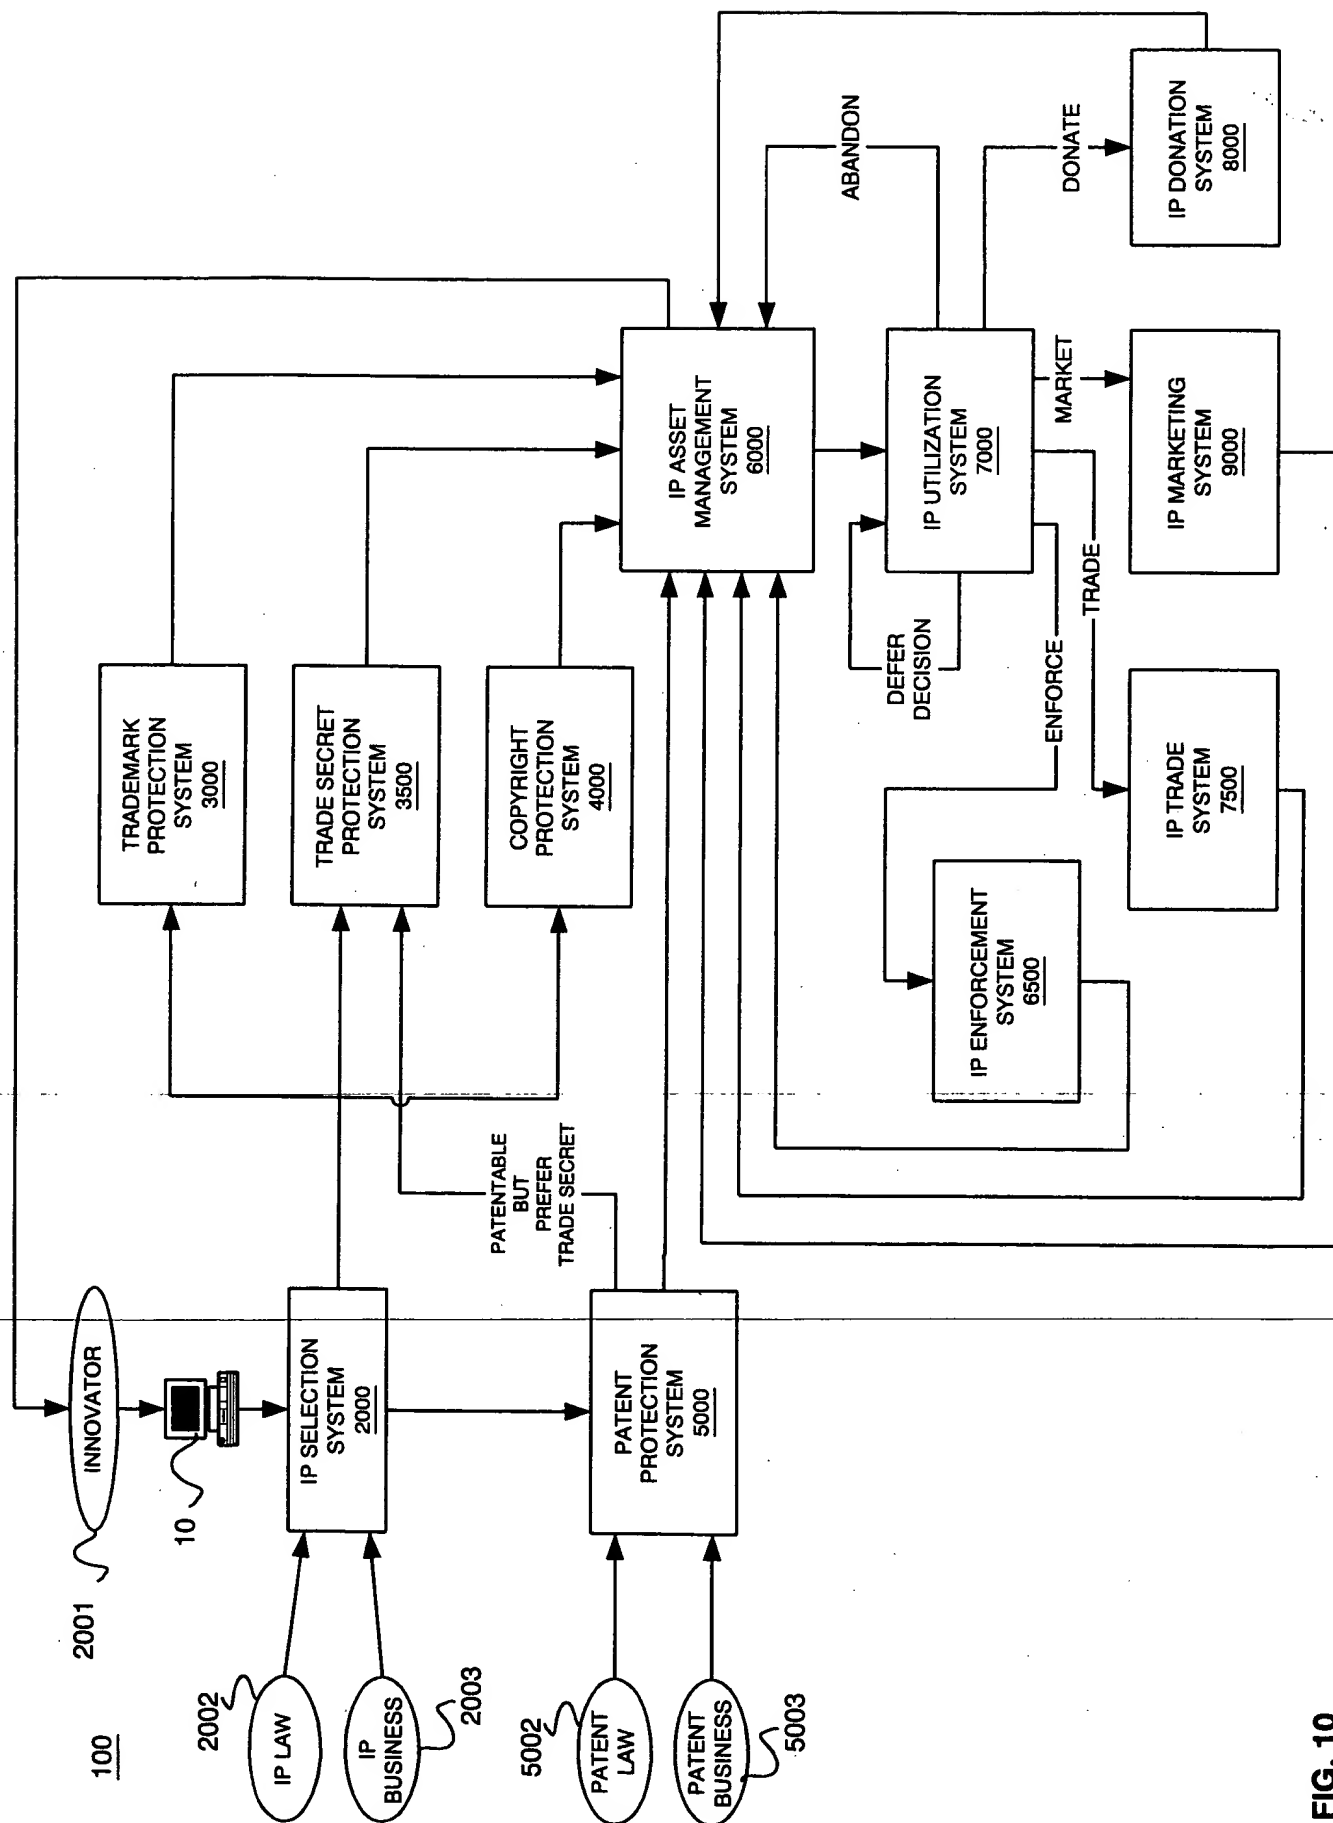 100
2001
INNOVATOR
10
2002
IP LAW
IP
BUSINESS
2003
IP SELECTION
SYSTEM
2000
5002
PATENT
LAW
PATENT
BUSINESS
5003
PATENT
PROTECTION
SYSTEM
5000
PATENTABLE
BUT
PREFER
TRADE SECRET
TRADEMARK
PROTECTION
SYSTEM
3000
TRADE SECRET
PROTECTION
SYSTEM
3500
COPYRIGHT
PROTECTION
SYSTEM
4000
IP ASSET
MANAGEMENT
SYSTEM
6000
ABANDON
DEFER
DECISION
IP UTILIZATION
SYSTEM
7000
ENFORCE
TRADE
MARKET
DONATE
IP ENFORCEMENT
SYSTEM
6500
IP TRADE
SYSTEM
7500
IP MARKETING
SYSTEM
9000
IP DONATION
SYSTEM
8000
FIG. 10